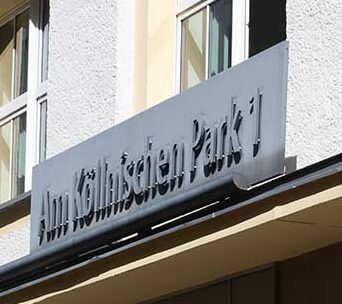 Am Köllnischen Park 1